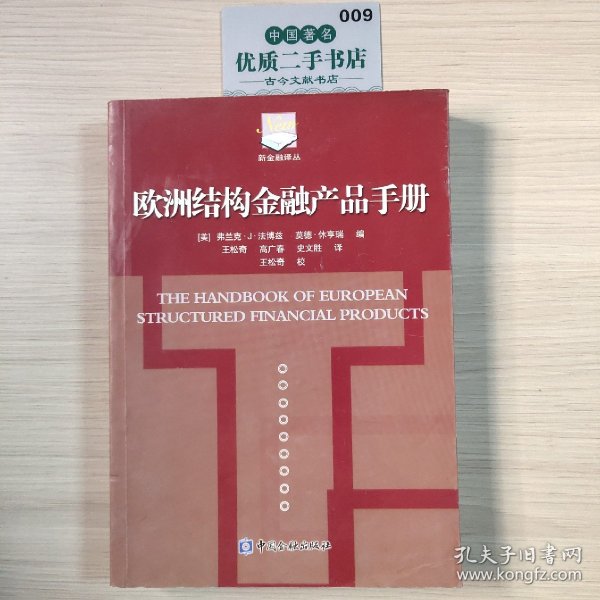 009
中国著名
优质二手书店
古今文献书店
New
新金融译丛
欧洲结构金融产品手册
[美] 弗兰克·J·法博兹 莫德·休亨瑞 编
王松奇 高广春 史文胜 译
王松奇 校
THE HANDBOOK OF EUROPEAN
STRUCTURED FINANCIAL PRODUCTS
中国金融出版社
孔夫子旧书网
www.kongfz.com